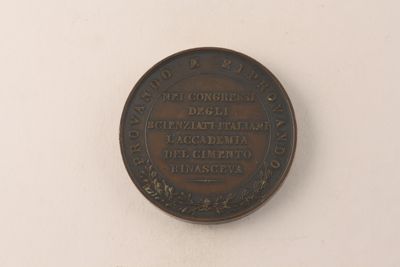 PROVANDO E RIPROVANDO
NEI CONGRESSI
DEGLI
SCIENZIATI ITALIANI
L'ACCADEMIA
DEL CIMENTO
RINASCEVA